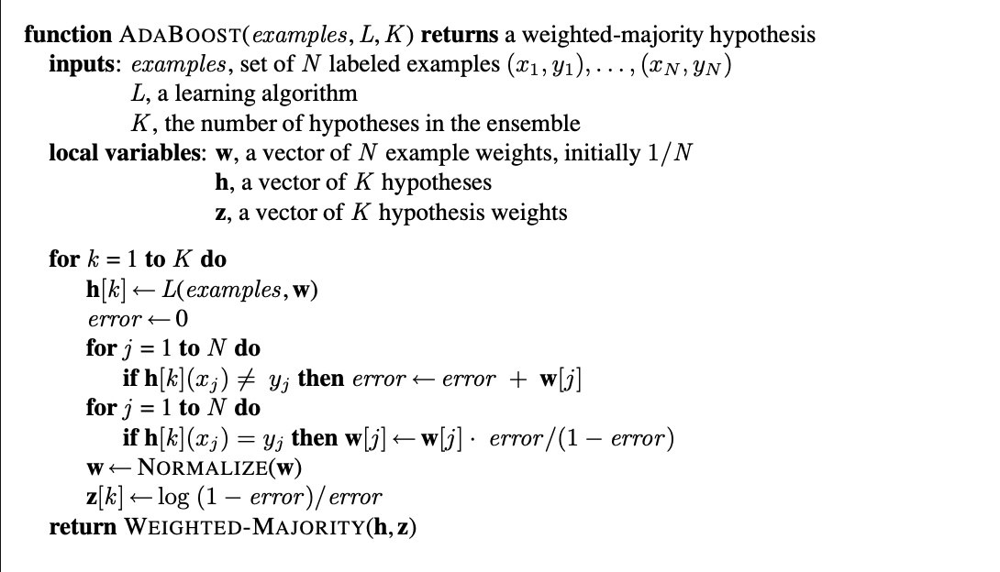 function ADABOOST(examples, L, K) returns a weighted-majority hypothesis
inputs: examples, set of N labeled examples (x₁, y₁), . . . , (x_N, y_N)
L, a learning algorithm
K, the number of hypotheses in the ensemble
local variables: w, a vector of N example weights, initially 1/N
h, a vector of K hypotheses
z, a vector of K hypothesis weights
for k = 1 to K do
h[k] ← L(examples, w)
error ← 0
for j = 1 to N do
if h[k](xⱼ) ≠ yⱼ then error ← error + w[j]
for j = 1 to N do
if h[k](xⱼ) = yⱼ then w[j] ← w[j] · error/(1 − error)
w ← NORMALIZE(w)
z[k] ← log (1 − error)/error
return WEIGHTED-MAJORITY(h, z)